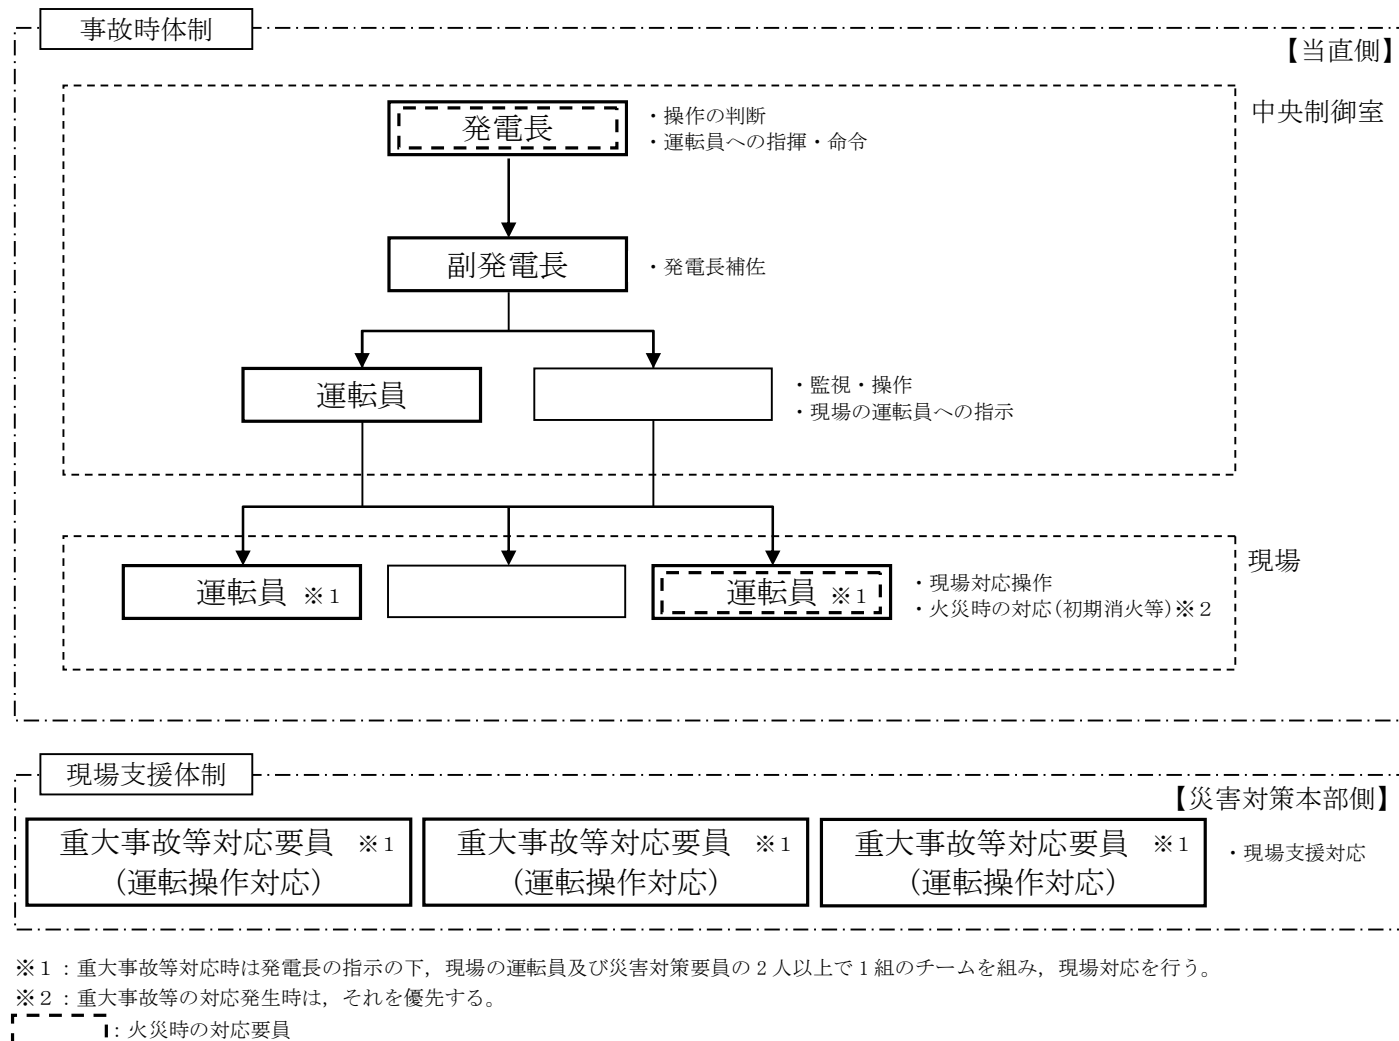 事故時体制
【当直側】
中央制御室
発電長
・操作の判断
・運転員への指揮・命令
副発電長
・発電長補佐
運転員
・監視・操作
・現場の運転員への指示
現場
運転員 ※1
運転員 ※1
・現場対応操作
・火災時の対応(初期消火等)※2
現場支援体制
【災害対策本部側】
重大事故等対応要員 ※1
(運転操作対応)
重大事故等対応要員 ※1
(運転操作対応)
重大事故等対応要員 ※1
(運転操作対応)
・現場支援対応
※1：重大事故等対応時は発電長の指示の下，現場の運転員及び災害対策要員の2人以上で1組のチームを組み，現場対応を行う。
※2：重大事故等の対応発生時は，それを優先する。
：火災時の対応要員